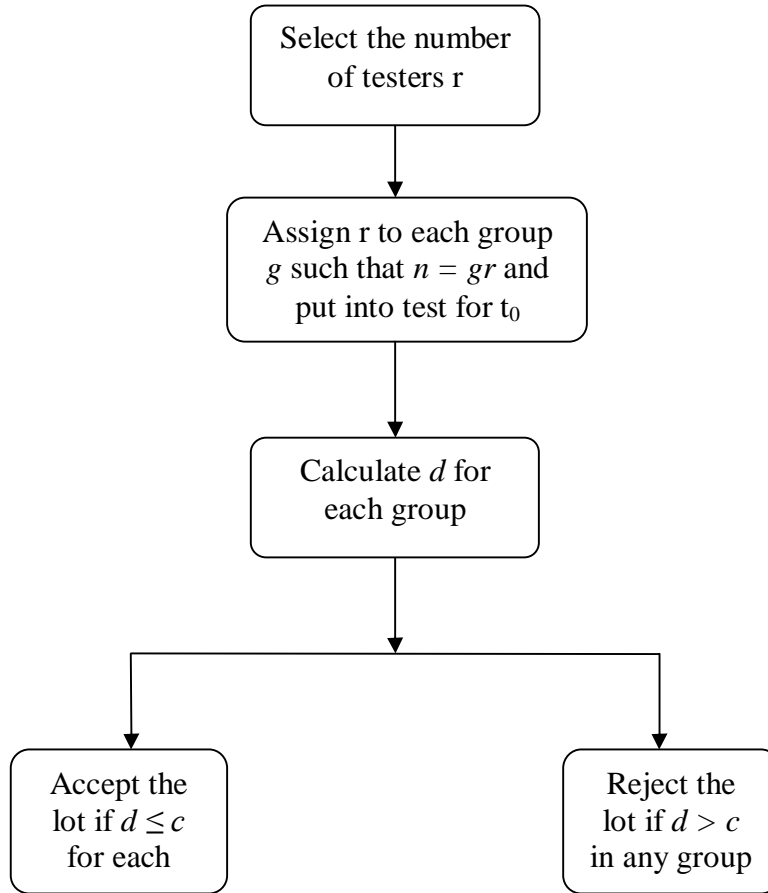 Select the number
of testers r
Assign r to each group
g such that n = gr and
put into test for t₀
Calculate d for
each group
Accept the
lot if d ≤ c
for each
Reject the
lot if d > c
in any group